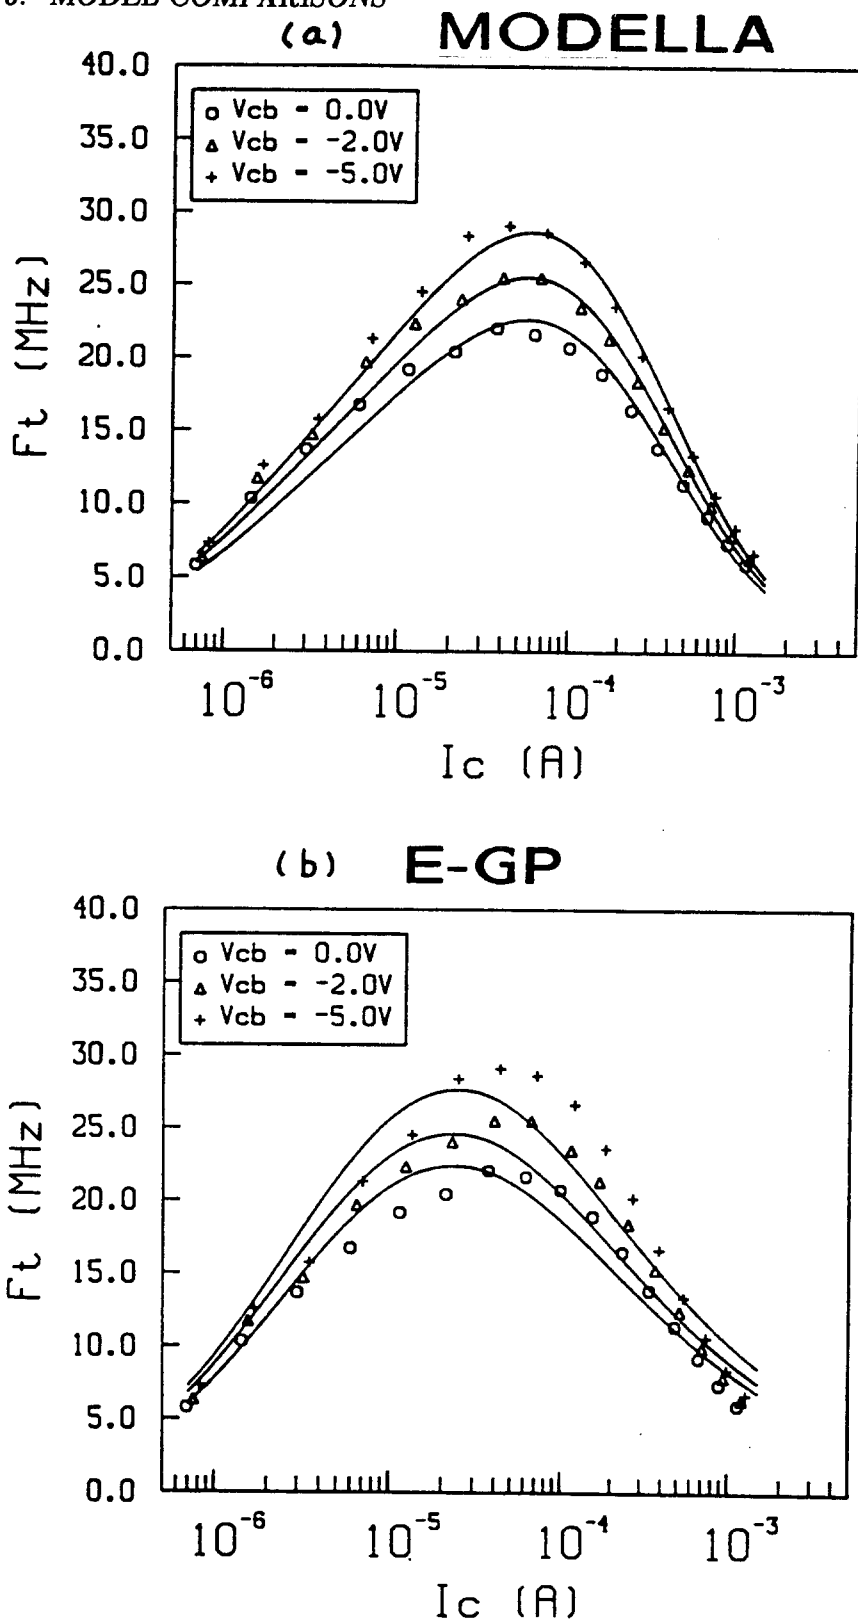 MODEL COMPARISONS
(a) MODELLA
40.0
35.0
30.0
25.0
20.0
15.0
10.0
5.0
0.0
Ft (MHz)
Vcb - 0.0V
Vcb - -2.0V
Vcb - -5.0V
10-6 10-5 10-4 10-3
Ic (A)
(b) E-GP
40.0
35.0
30.0
25.0
20.0
15.0
10.0
5.0
0.0
Ft (MHz)
Vcb - 0.0V
Vcb - -2.0V
Vcb - -5.0V
10-6 10-5 10-4 10-3
Ic (A)